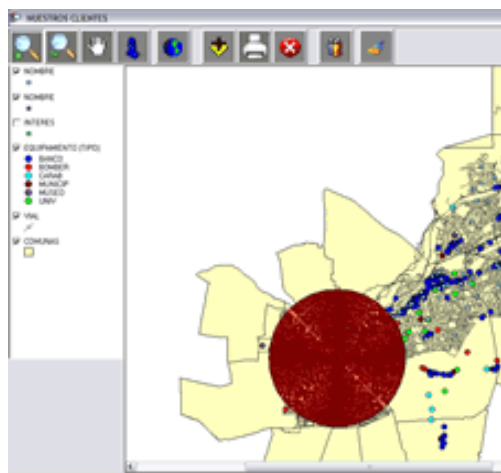 NUESTROS CLIENTES
NOMBRE
NOMBRE
INTERES
EQUIPAMIENTO (TIPO)
BANCO
BOMBER
CARAB
MUNICIP
MUSEO
UNIV
VIAL
COMUNAS